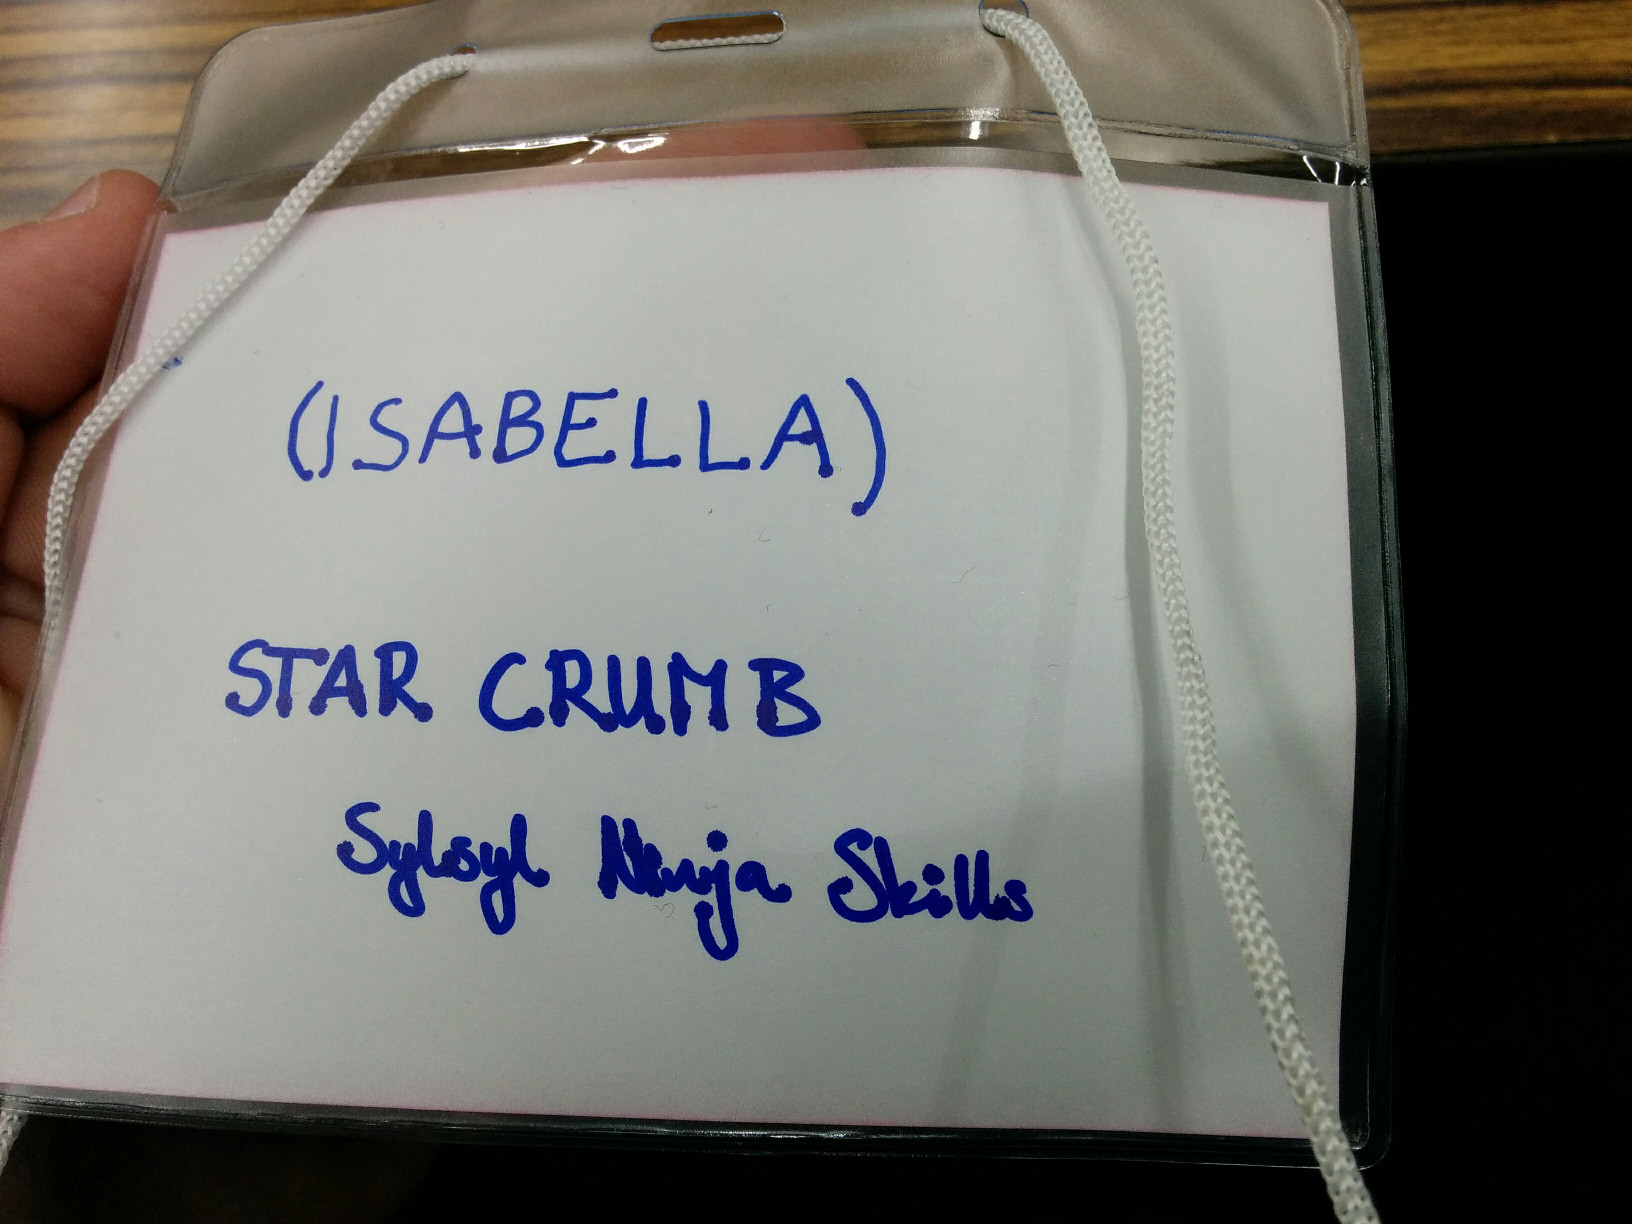 (ISABELLA)
STAR CRUMB
Sylsyl Ninja Skills